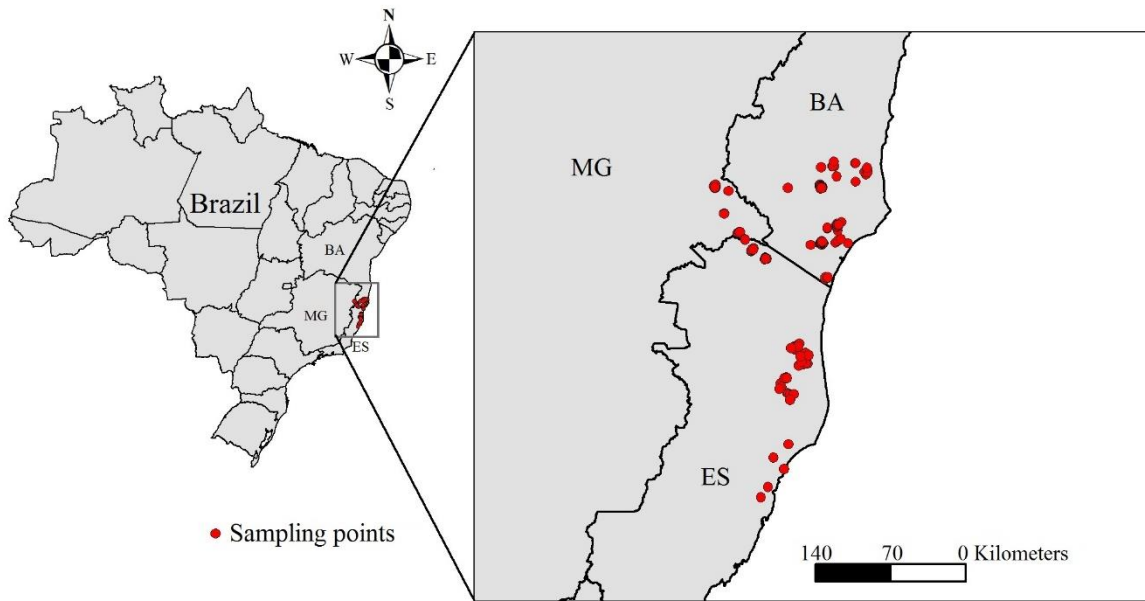 N
W E
S
Brazil
BA
MG
ES
Sampling points
BA
MG
ES
140 70 0 Kilometers